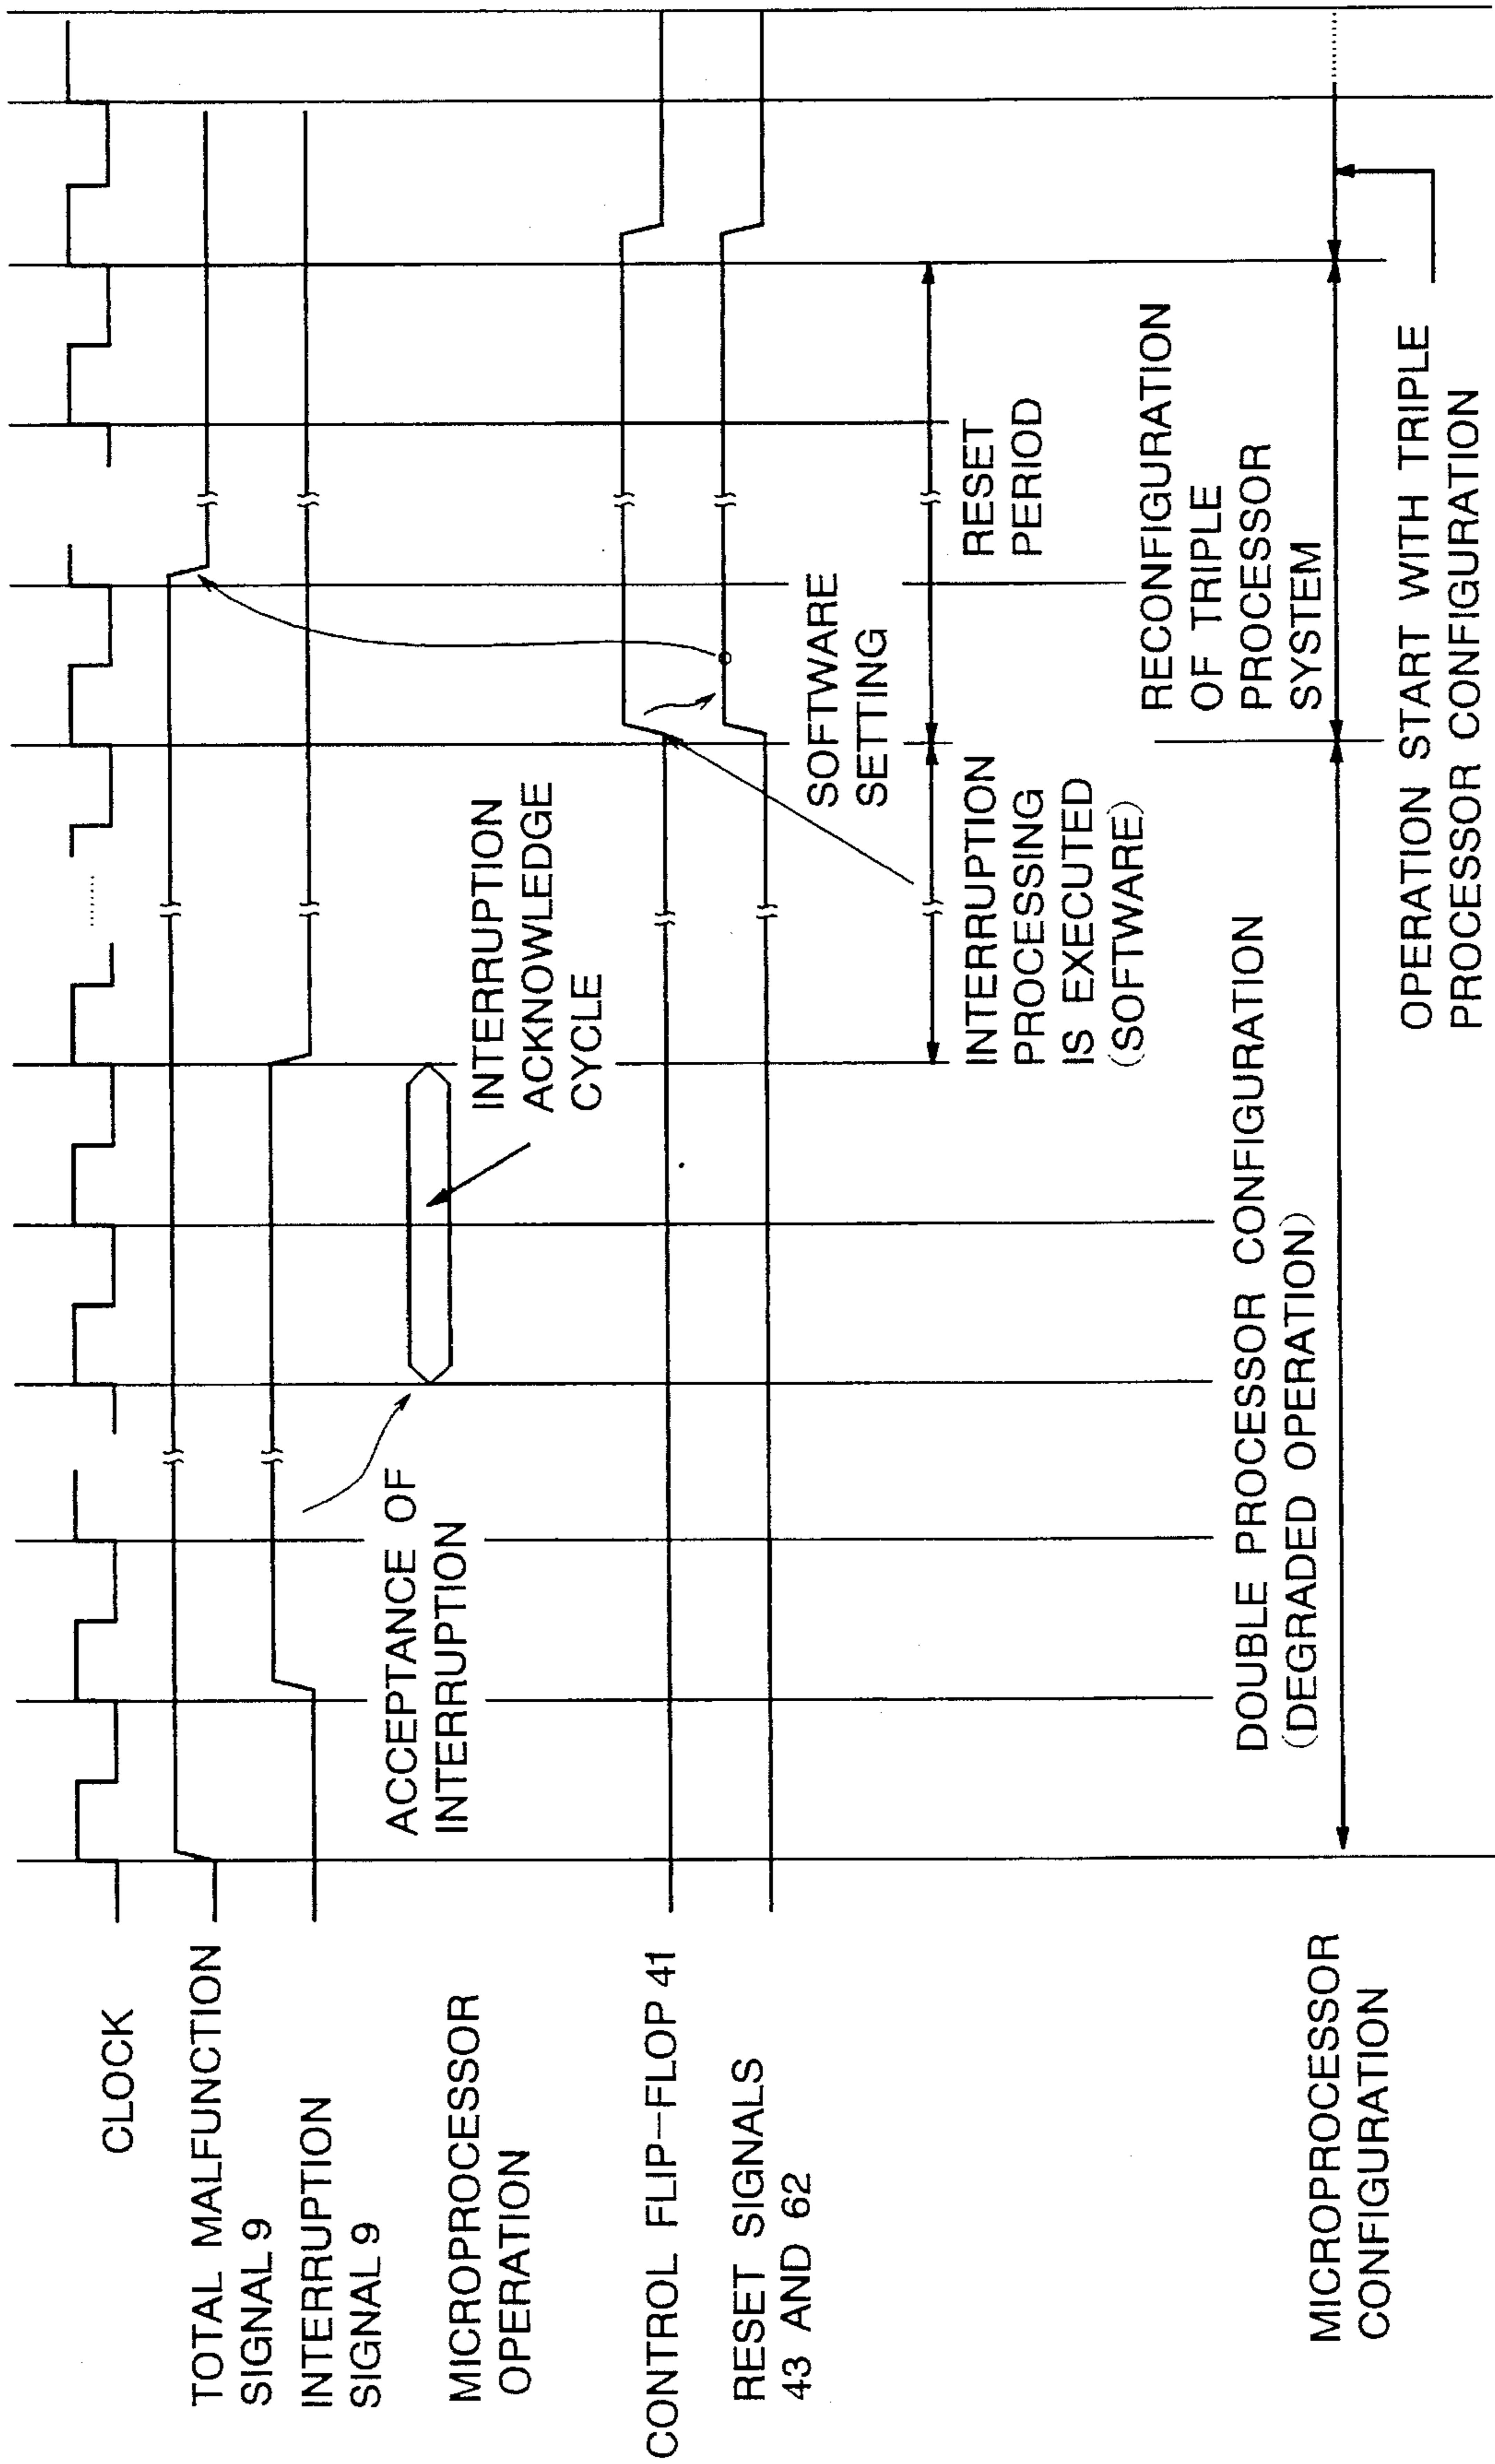 CLOCK
TOTAL MALFUNCTION
SIGNAL 9
INTERRUPTION
SIGNAL 9
MICROPROCESSOR
OPERATION
CONTROL FLIP-FLOP 41
RESET SIGNALS
43 AND 62
MICROPROCESSOR
CONFIGURATION
ACCEPTANCE OF
INTERRUPTION
INTERRUPTION
ACKNOWLEDGE
CYCLE
SOFTWARE
SETTING
INTERRUPTION
PROCESSING
IS EXECUTED
(SOFTWARE)
RESET
PERIOD
DOUBLE PROCESSOR CONFIGURATION
(DEGRADED OPERATION)
RECONFIGURATION
OF TRIPLE
PROCESSOR
SYSTEM
OPERATION START WITH TRIPLE
PROCESSOR CONFIGURATION